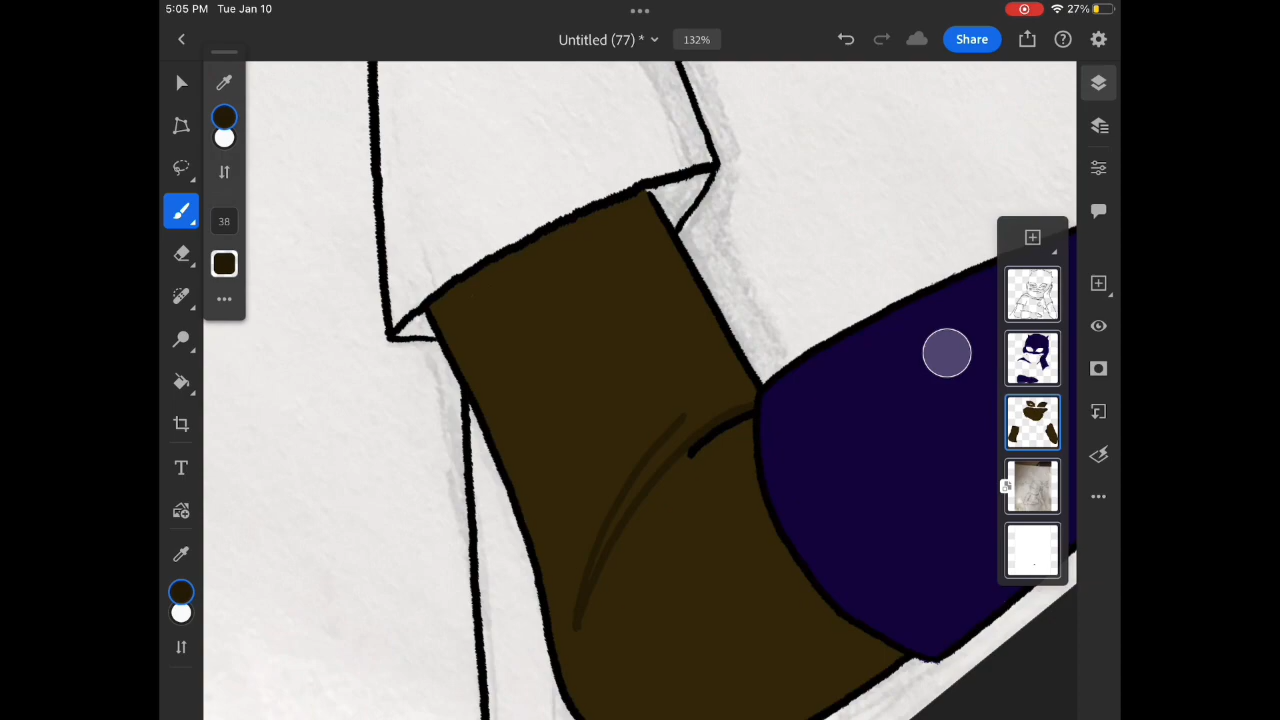 5:05 PM Tue Jan 10
27%
Untitled (77) *
132%
Share
38
T